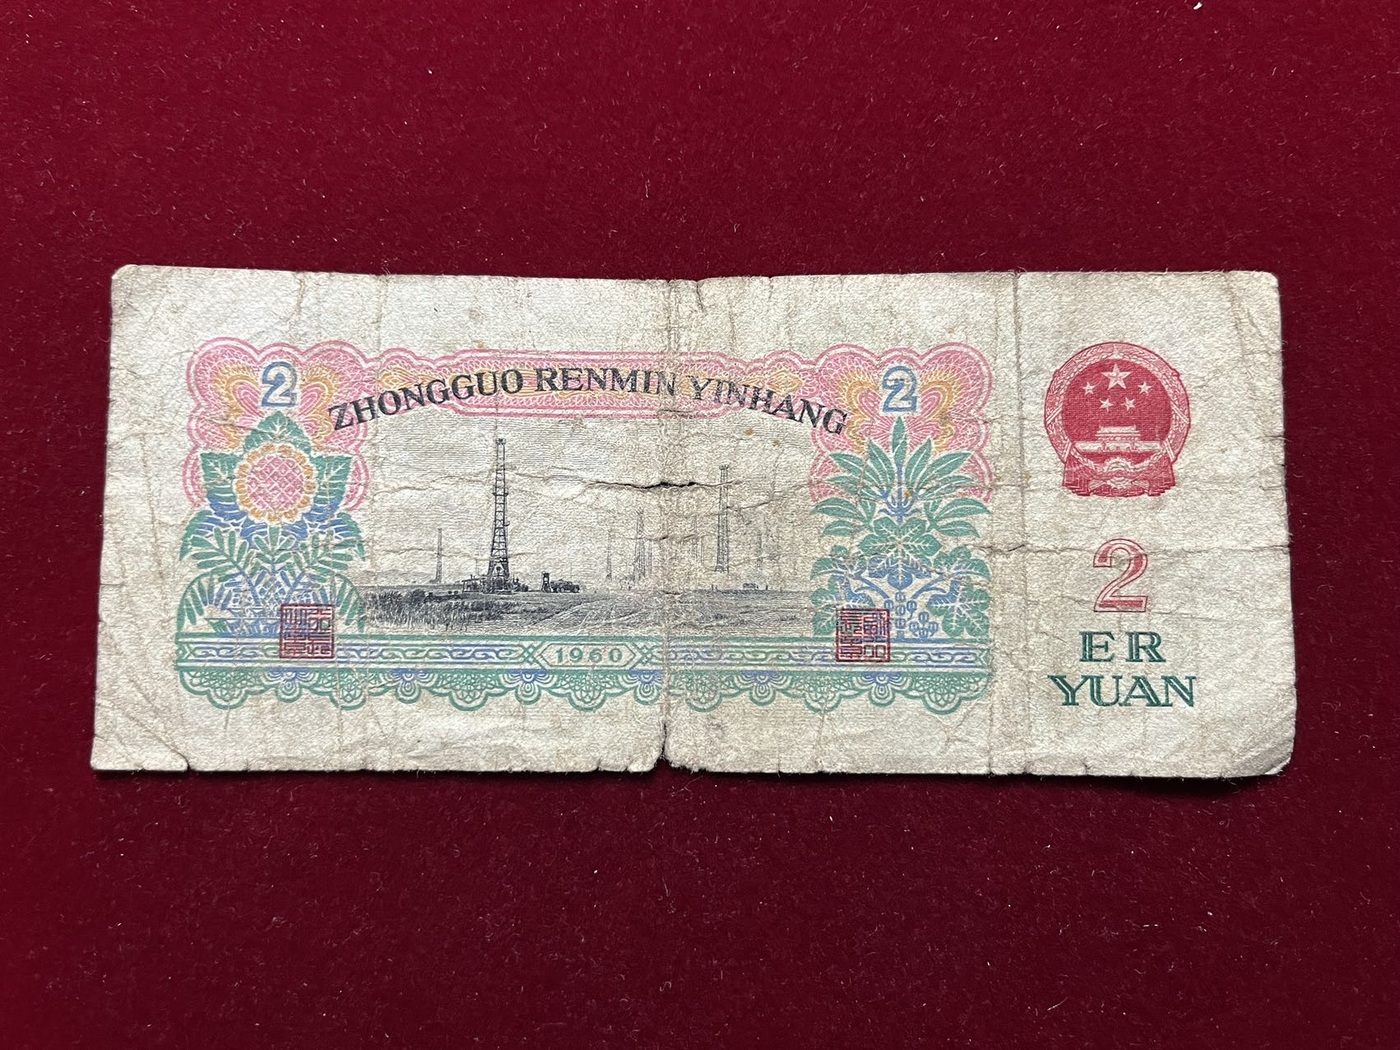 2
ZHONGGUO RENMIN YINHANG
2
1960
2
ER
YUAN